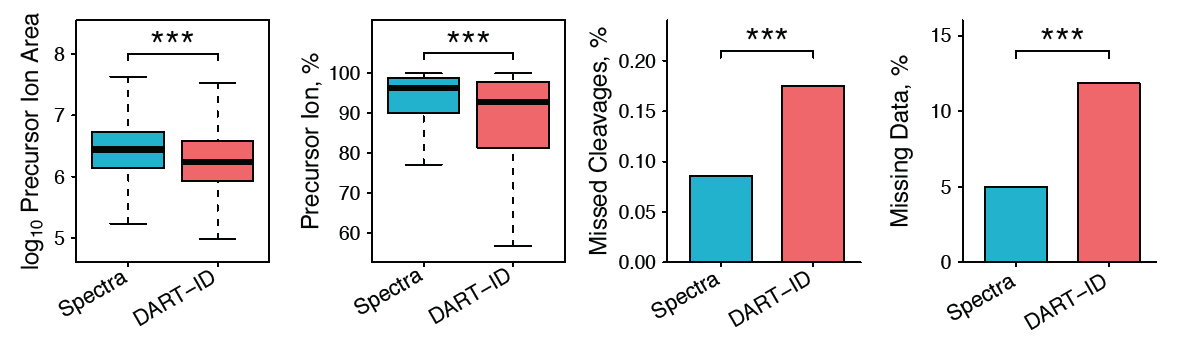 log10 Precursor Ion Area
8
7
6
5
***
Spectra
DART−ID
Precursor Ion, %
100
90
80
70
60
***
Spectra
DART−ID
Missed Cleavages, %
0.20
0.15
0.10
0.05
0.00
***
Spectra
DART−ID
Missing Data, %
15
10
5
0
***
Spectra
DART−ID